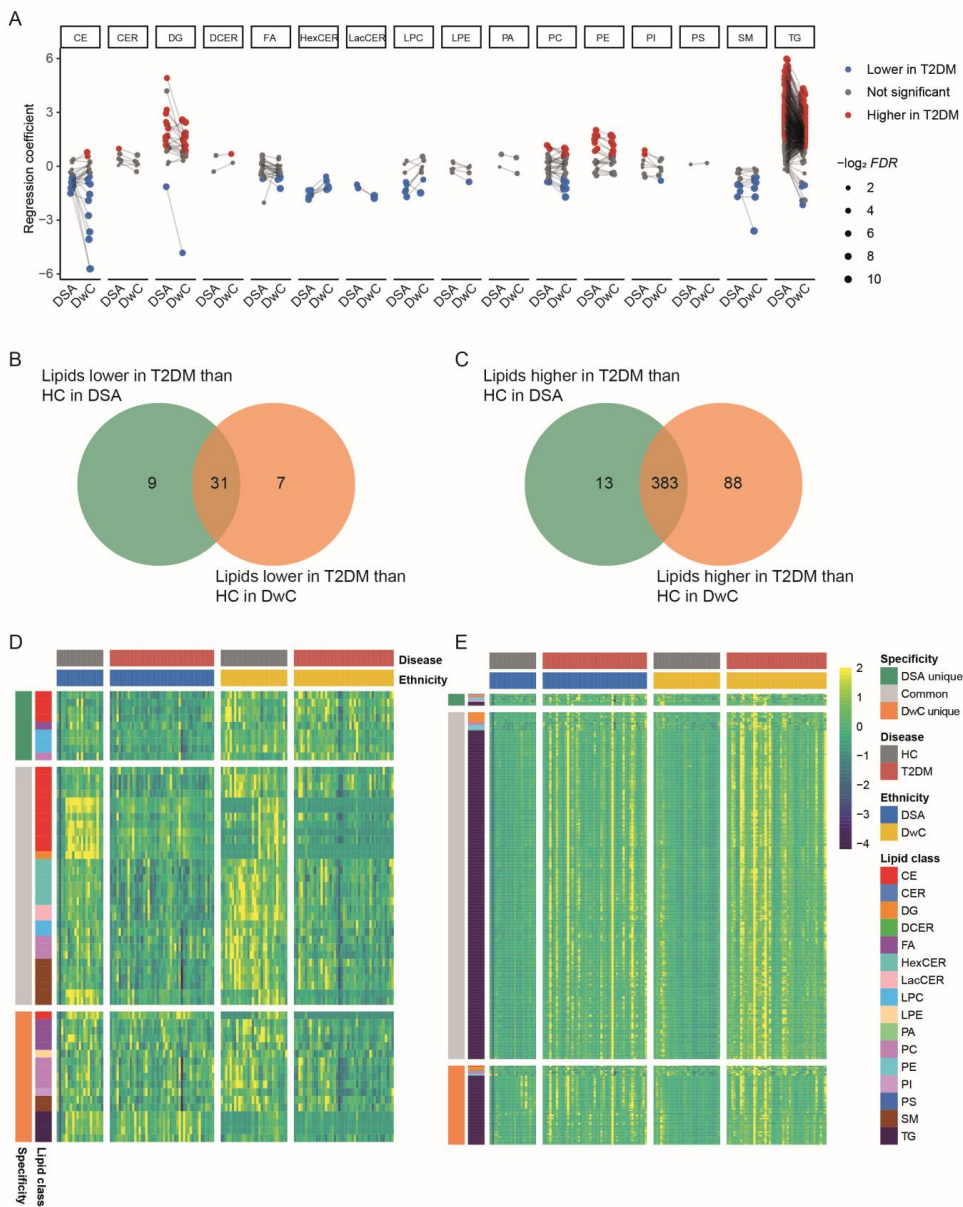 A
CE CER DG DCER FA HexCER LacCER LPC LPE PA PC PE PI PS SM TG
6
3
0
−3
−6
Regression coefficient
DSA DwC DSA DwC DSA DwC DSA DwC DSA DwC DSA DwC DSA DwC DSA DwC DSA DwC DSA DwC DSA DwC DSA DwC DSA DwC DSA DwC DSA DwC DSA DwC
Lower in T2DM
Not significant
Higher in T2DM
−log₂ FDR
2
4
6
8
10
B
Lipids lower in T2DM than
HC in DSA
9 31 7
Lipids lower in T2DM than
HC in DwC
C
Lipids higher in T2DM than
HC in DSA
13 383 88
Lipids higher in T2DM than
HC in DwC
D
Disease
Ethnicity
Specificity
Lipid class
E
2
1
0
−1
−2
−3
−4
Specificity
DSA unique
Common
DwC unique
Disease
HC
T2DM
Ethnicity
DSA
DwC
Lipid class
CE
CER
DG
DCER
FA
HexCER
LacCER
LPC
LPE
PA
PC
PE
PI
PS
SM
TG